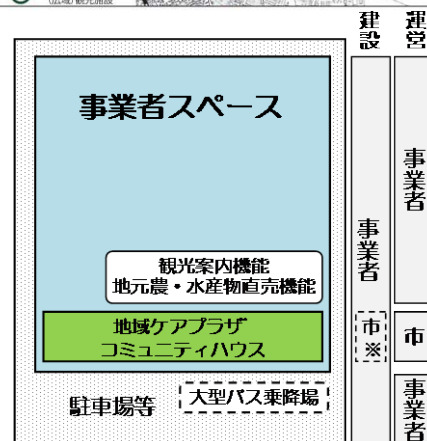 建設
運営
事業者スペース
事業者
事業者
観光案内機能
地元農・水産物直売機能
地域ケアプラザ
コミュニティハウス
市※
市
駐車場等
大型バス乗降場
事業者